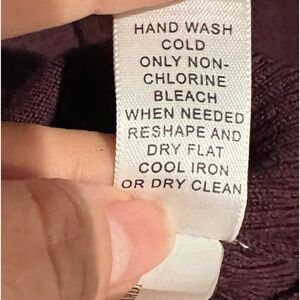 HAND WASH
COLD
ONLY NON-
CHLORINE
BLEACH
WHEN NEEDED
RESHAPE AND
DRY FLAT
COOL IRON
OR DRY CLEAN